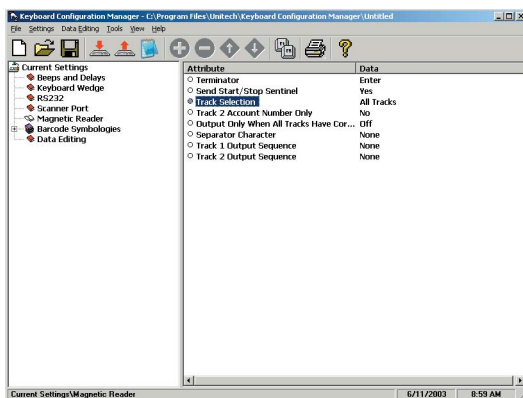 Keyboard Configuration Manager - C:\Program Files\Unitech\Keyboard Configuration Manager\Untitled
File Settings Data Editing Tools View Help
Current Settings
Beeps and Delays
Keyboard Wedge
RS232
Scanner Port
Magnetic Reader
Barcode Symbologies
Data Editing
Attribute Data
Terminator Enter
Send Start/Stop Sentinel Yes
Track Selection All Tracks
Track 2 Account Number Only No
Output Only When All Tracks Have Cor... Off
Separator Character None
Track 1 Output Sequence None
Track 2 Output Sequence None
Current Settings\Magnetic Reader 6/11/2003 8:59 AM